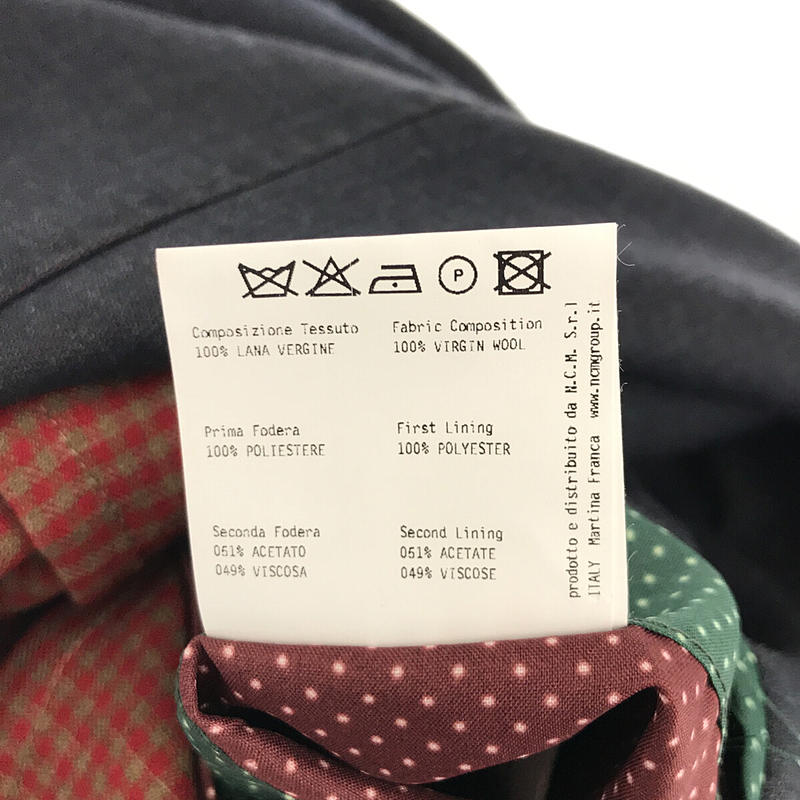 P
Composizione Tessuto
100% LANA VERGINE
Fabric Composition
100% VIRGIN WOOL
Prima Fodera
100% POLIESTERE
First Lining
100% POLYESTER
Seconda Fodera
051% ACETATO
049% VISCOSA
Second Lining
051% ACETATE
049% VISCOSE
prodotto e distribuito da N.C.M. S.r.l
ITALY Martina Franca www.ncmgroup.it